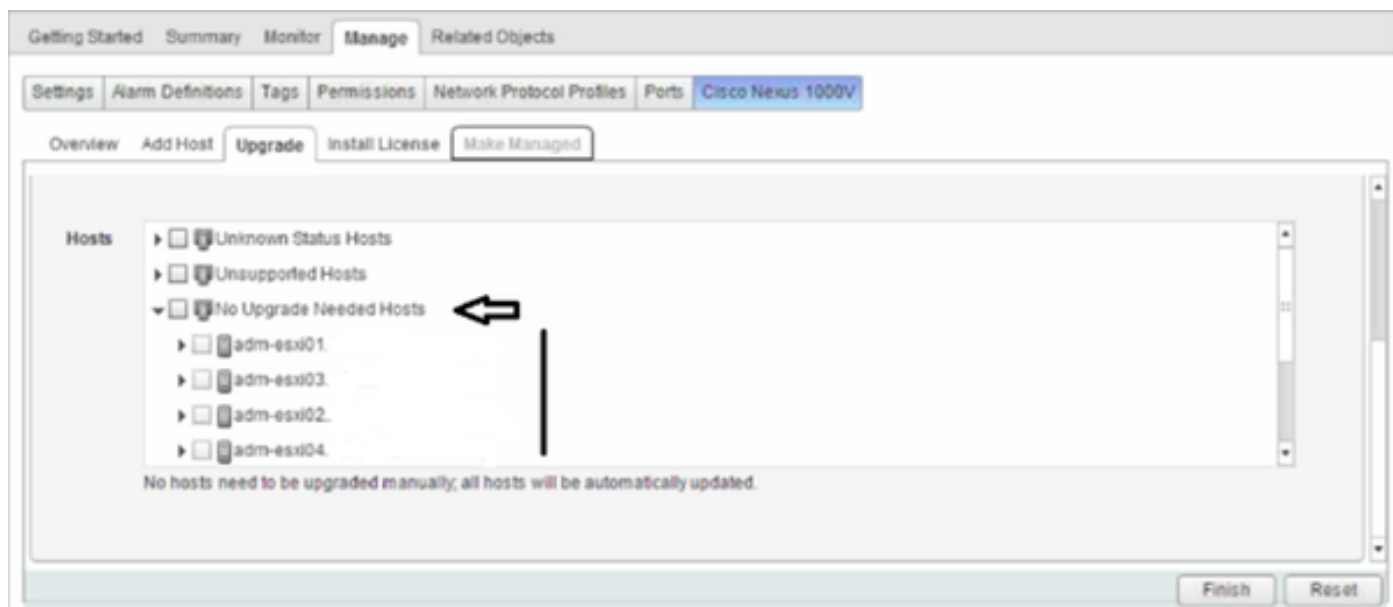 Getting Started Summary Monitor Manage Related Objects
Settings Alarm Definitions Tags Permissions Network Protocol Profiles Ports Cisco Nexus 1000V
Overview Add Host Upgrade Install License Make Managed
Hosts
Unknown Status Hosts
Unsupported Hosts
No Upgrade Needed Hosts
adm-esxi01.
adm-esxi03.
adm-esxi02.
adm-esxi04.
No hosts need to be upgraded manually; all hosts will be automatically updated.
Finish Reset